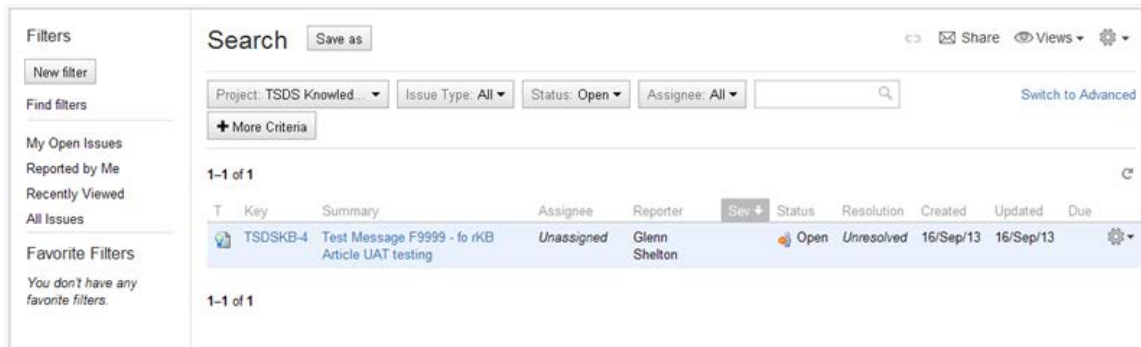 Filters
New filter
Find filters
My Open Issues
Reported by Me
Recently Viewed
All Issues
Favorite Filters
You don't have any
favorite filters.
Search Save as Share Views
Project: TSDS Knowled... Issue Type: All Status: Open Assignee: All Switch to Advanced
+ More Criteria
1–1 of 1
T Key Summary Assignee Reporter Sev Status Resolution Created Updated Due
TSDSKB-4 Test Message F9999 - fo rKB Unassigned Glenn Open Unresolved 16/Sep/13 16/Sep/13
Article UAT testing Shelton
1–1 of 1